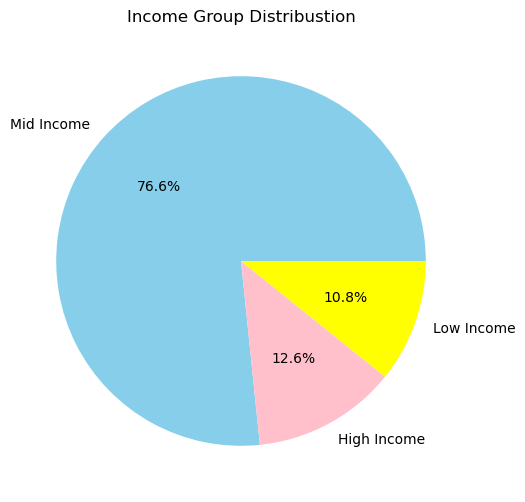 Income Group Distribustion
Mid Income
76.6%
10.8%
Low Income
12.6%
High Income